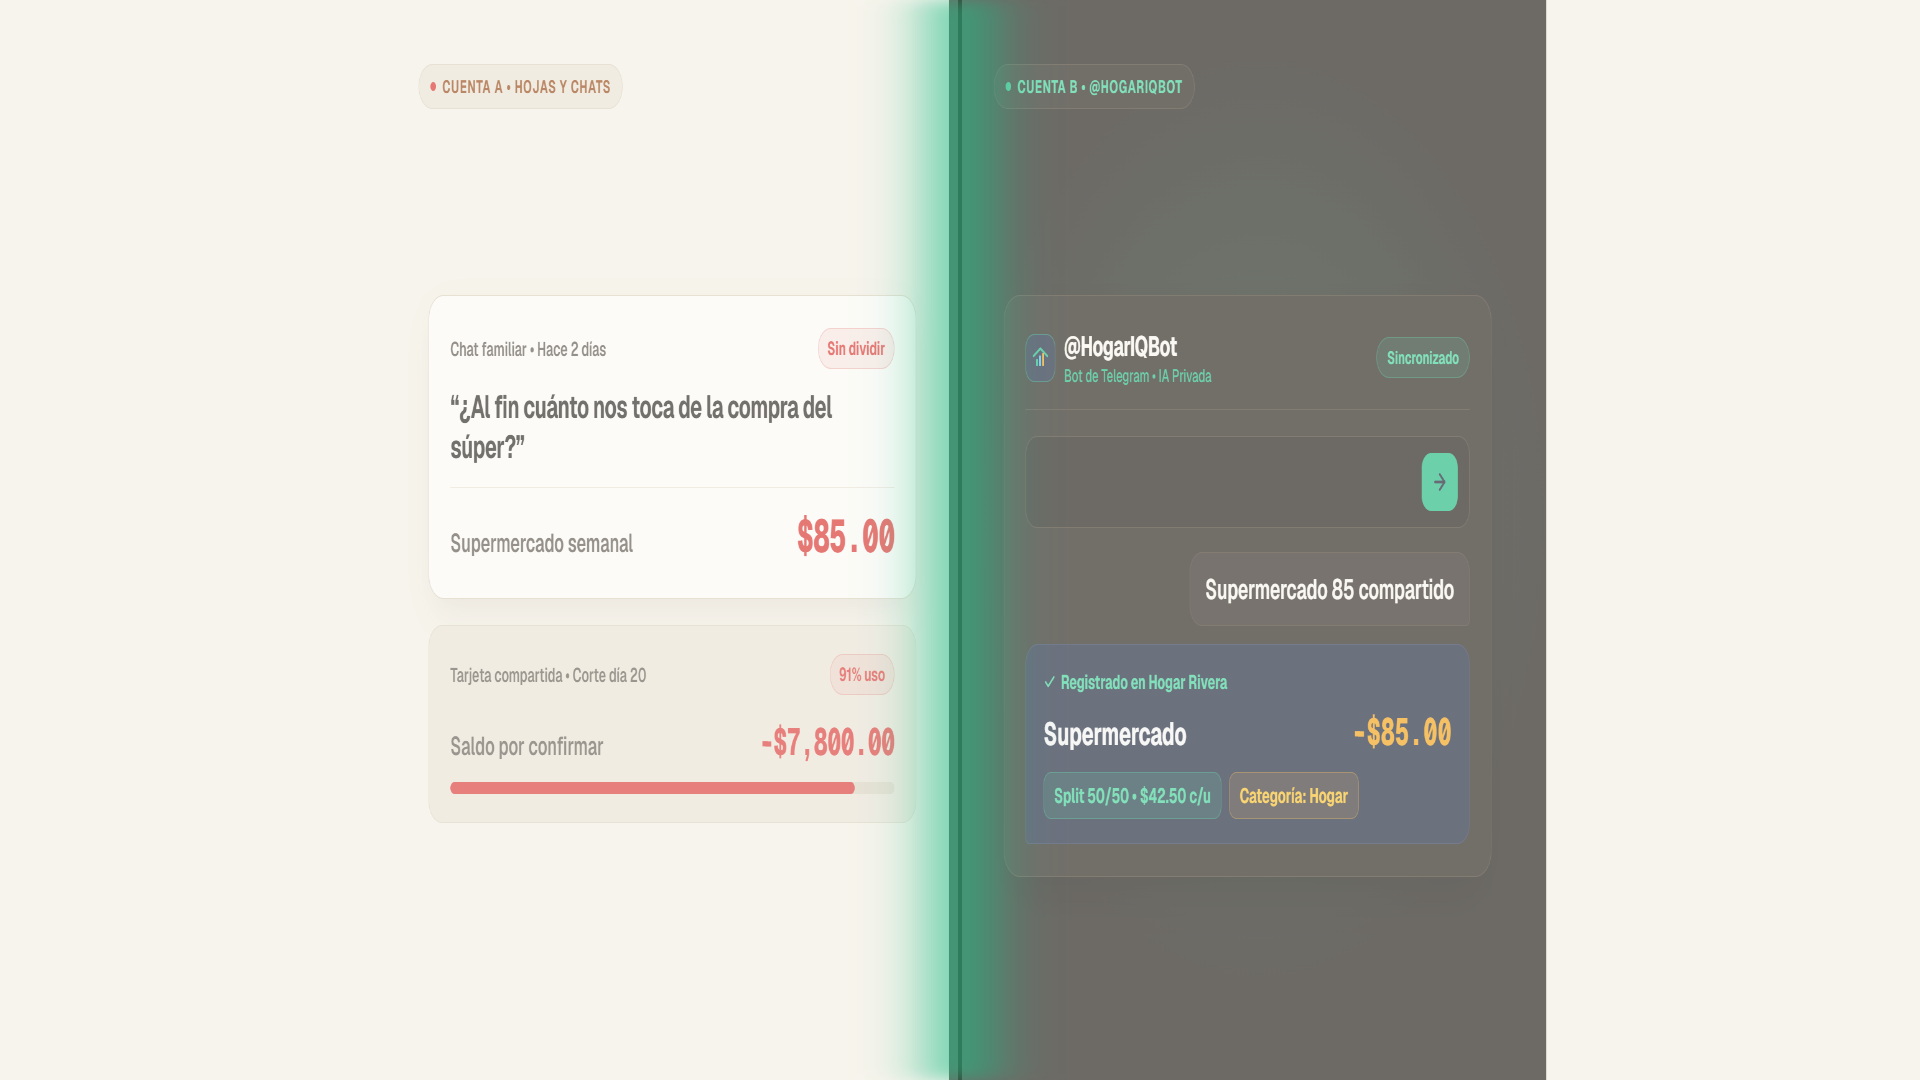 CUENTA A • HOJAS Y CHATS
Chat familiar • Hace 2 días
Sin dividir
“¿Al fin cuánto nos toca de la compra del
súper?”
Supermercado semanal
$85.00
Tarjeta compartida • Corte día 20
91% uso
Saldo por confirmar
-$7,800.00
CUENTA B • @HOGARIQBOT
@HogarIQBot
Bot de Telegram • IA Privada
Sincronizado
Supermercado 85 compartido
✓ Registrado en Hogar Rivera
Supermercado
-$85.00
Split 50/50 • $42.50 c/u
Categoría: Hogar